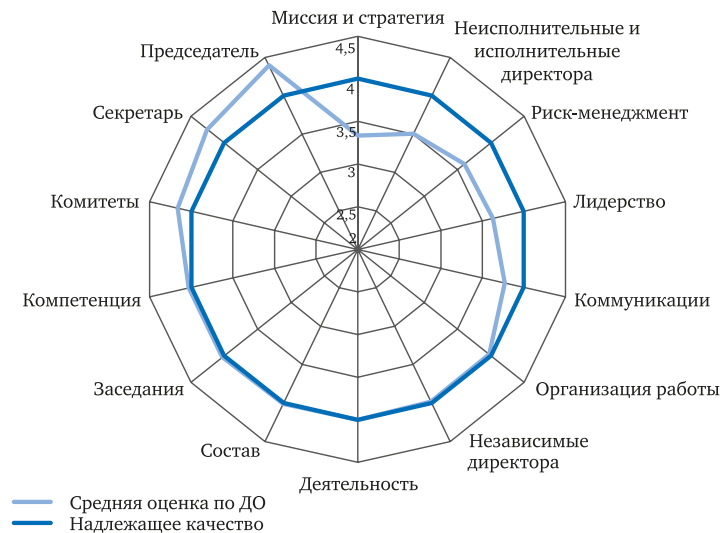 Миссия и стратегия
Неисполнительные и
исполнительные
директора
Риск-менеджмент
Лидерство
Коммуникации
Организация работы
Независимые
директора
Деятельность
Состав
Заседания
Компетенция
Комитеты
Секретарь
Председатель
4,5
4
3,5
3
2,5
2
Средняя оценка по ДО
Надлежащее качество